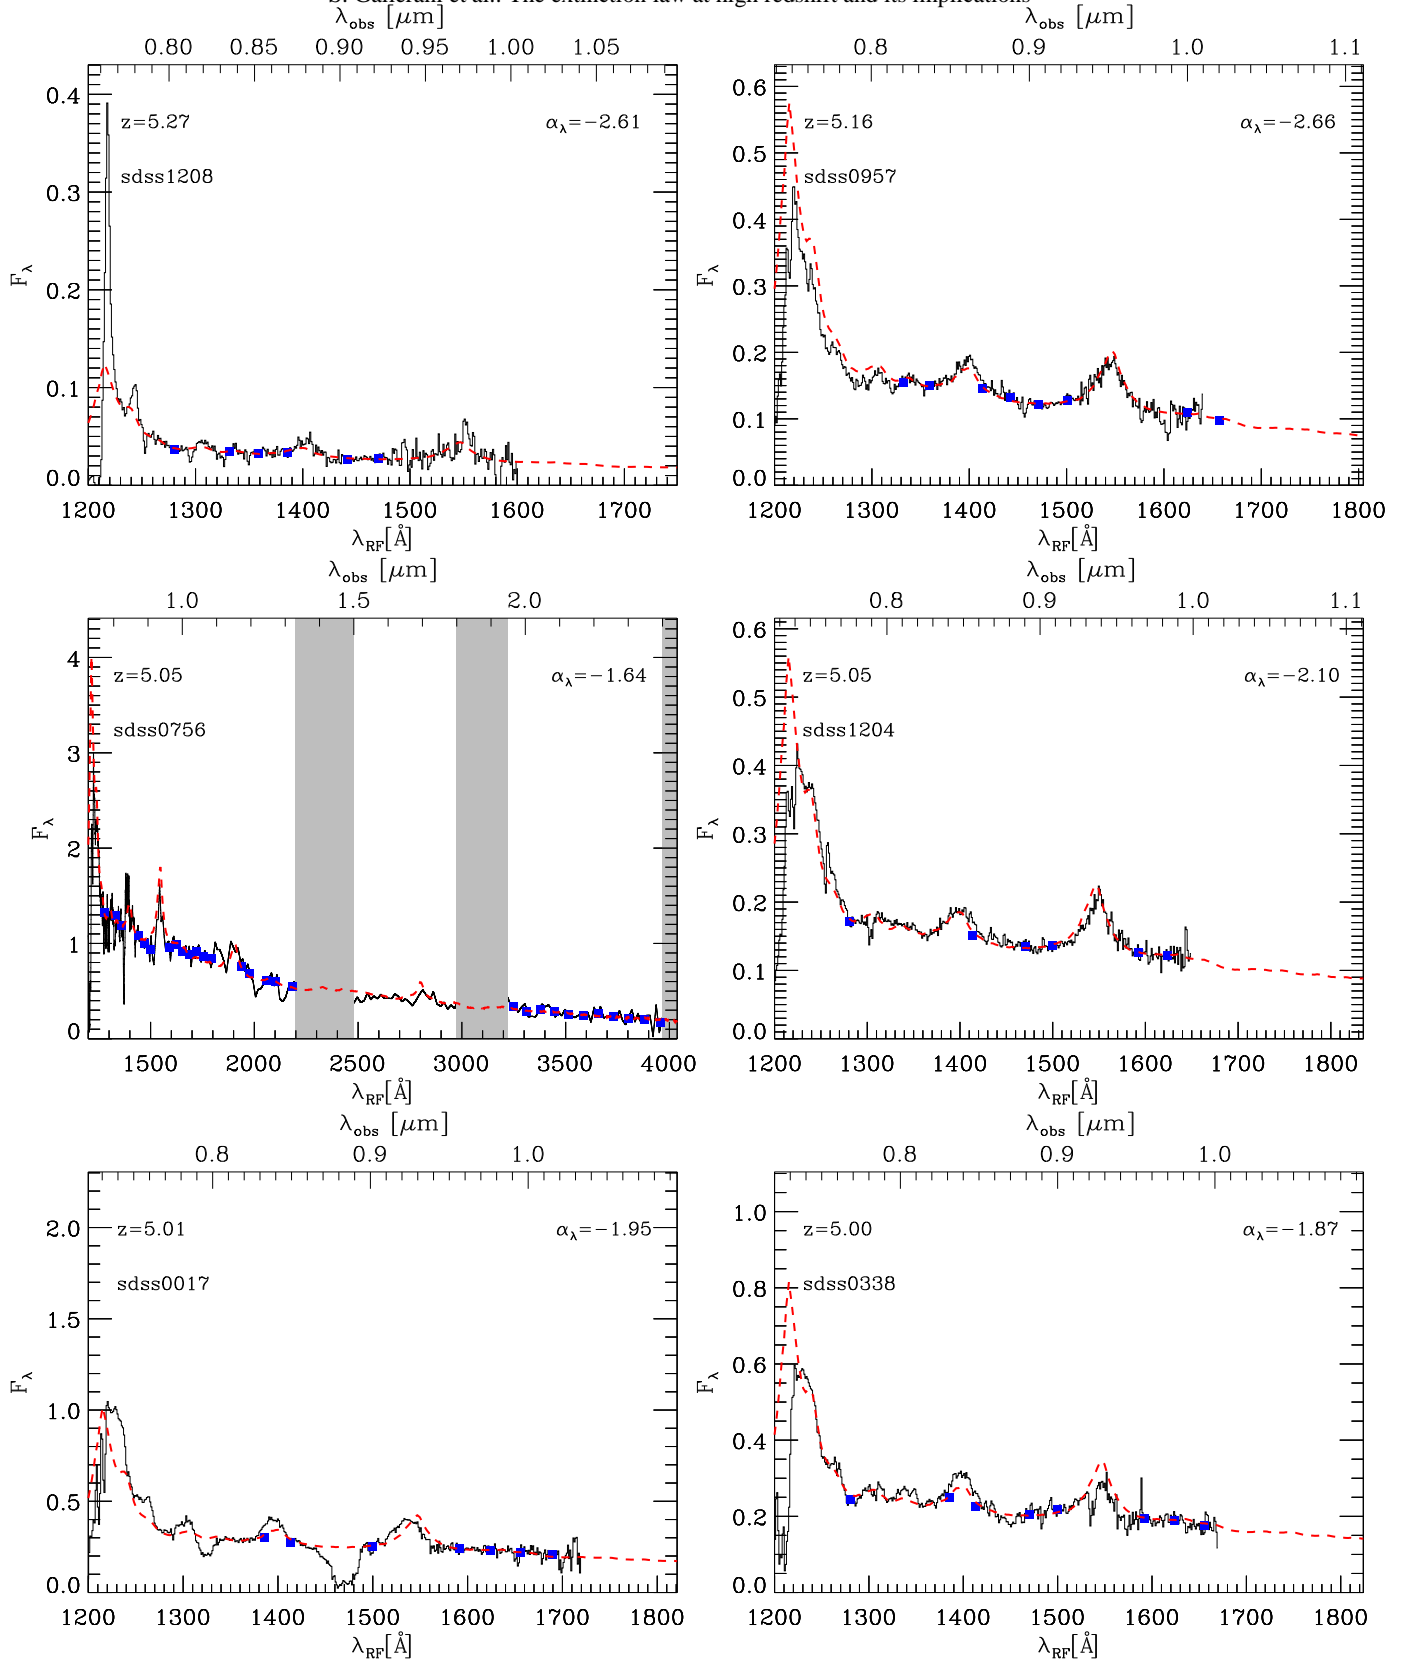 S. Gallerani et al.: The extinction law at high redshift and its implications
λobs [μm]
0.80 0.85 0.90 0.95 1.00 1.05
z=5.27
αλ=−2.61
sdss1208
Fλ
0.4
0.3
0.2
0.1
0.0
1200 1300 1400 1500 1600 1700
λRF[Å]
λobs [μm]
0.8 0.9 1.0 1.1
z=5.16
αλ=−2.66
sdss0957
Fλ
0.6
0.5
0.4
0.3
0.2
0.1
0.0
1200 1300 1400 1500 1600 1700 1800
λRF[Å]
λobs [μm]
1.0 1.5 2.0
z=5.05
αλ=−1.64
sdss0756
Fλ
4
3
2
1
0
1500 2000 2500 3000 3500 4000
λRF[Å]
λobs [μm]
0.8 0.9 1.0 1.1
z=5.05
αλ=−2.10
sdss1204
Fλ
0.6
0.5
0.4
0.3
0.2
0.1
0.0
1200 1300 1400 1500 1600 1700 1800
λRF[Å]
λobs [μm]
0.8 0.9 1.0
z=5.01
αλ=−1.95
sdss0017
Fλ
2.0
1.5
1.0
0.5
0.0
1200 1300 1400 1500 1600 1700 1800
λRF[Å]
λobs [μm]
0.8 0.9 1.0
z=5.00
αλ=−1.87
sdss0338
Fλ
1.0
0.8
0.6
0.4
0.2
0.0
1200 1300 1400 1500 1600 1700 1800
λRF[Å]